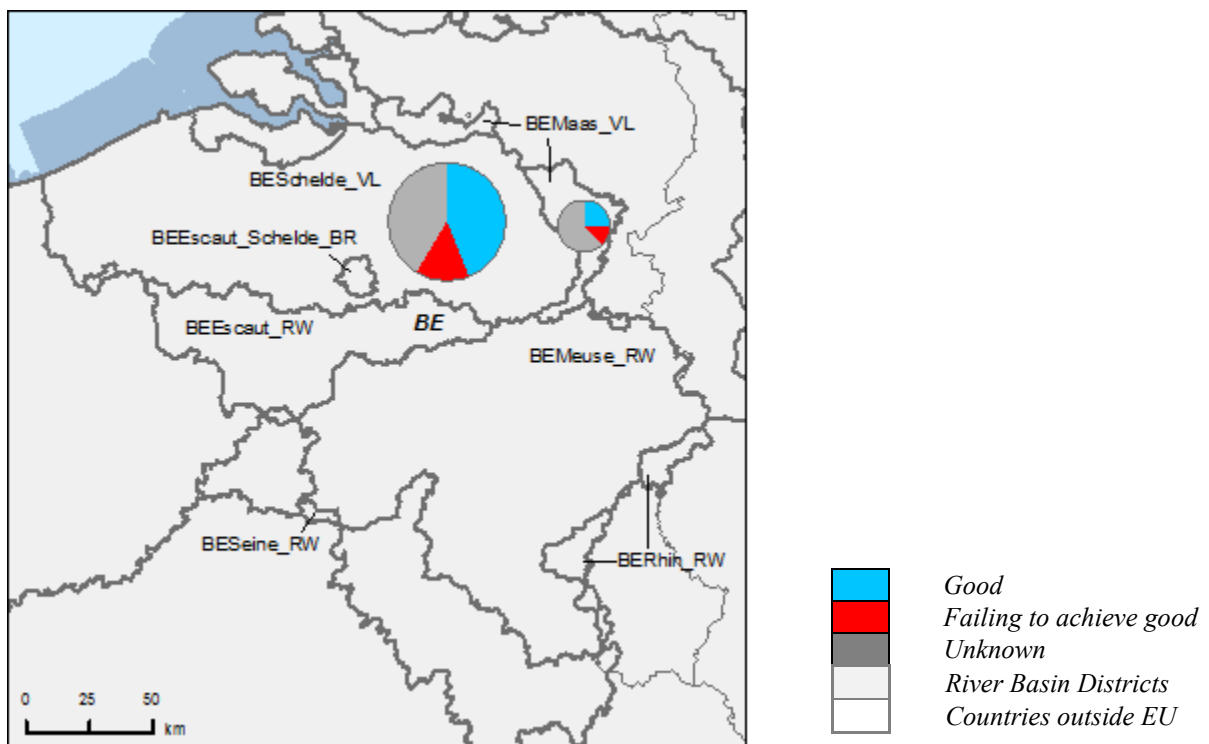 BEMaas_VL
BESchelde_VL
BEEscaut_Schelde_BR
BEEscaut_RW
BE
BEMeuse_RW
BESeine_RW
BERhin_RW
0 25 50
km
Good
Failing to achieve good
Unknown
River Basin Districts
Countries outside EU